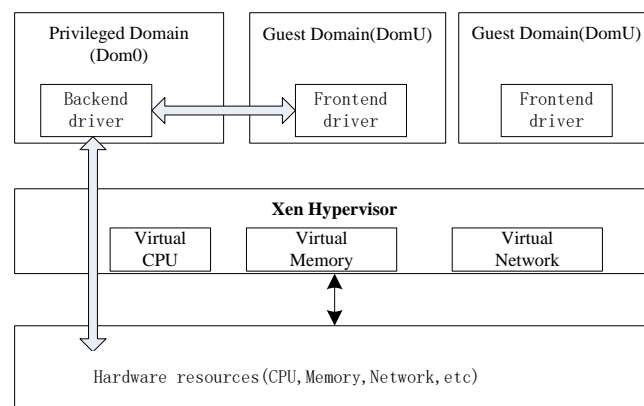 Privileged Domain
(Dom0)
Backend
driver
Guest Domain(DomU)
Frontend
driver
Guest Domain(DomU)
Frontend
driver
Xen Hypervisor
Virtual
CPU
Virtual
Memory
Virtual
Network
Hardware resources(CPU,Memory,Network,etc)